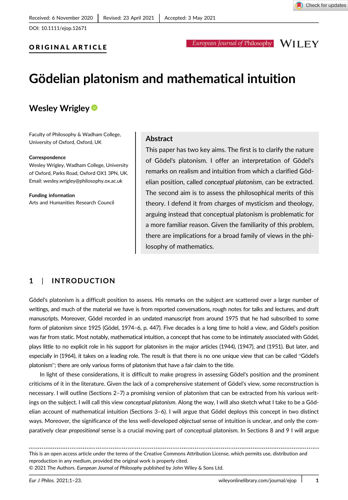 Check for updates
Received: 6 November 2020 | Revised: 23 April 2021 | Accepted: 3 May 2021
DOI: 10.1111/ejop.12671
ORIGINAL ARTICLE
European Journal of Philosophy WILEY
Gödelian platonism and mathematical intuition
Wesley Wrigley
Faculty of Philosophy & Wadham College,
University of Oxford, Oxford, UK
Correspondence
Wesley Wrigley, Wadham College, University
of Oxford, Parks Road, Oxford OX1 3PN, UK.
Email: wesley.wrigley@philosophy.ox.ac.uk
Funding information
Arts and Humanities Research Council
Abstract
This paper has two key aims. The first is to clarify the nature
of Gödel's platonism. I offer an interpretation of Gödel's
remarks on realism and intuition from which a clarified Göd-
elian position, called conceptual platonism, can be extracted.
The second aim is to assess the philosophical merits of this
theory. I defend it from charges of mysticism and theology,
arguing instead that conceptual platonism is problematic for
a more familiar reason. Given the familiarity of this problem,
there are implications for a broad family of views in the phi-
losophy of mathematics.
1 | INTRODUCTION
Gödel's platonism is a difficult position to assess. His remarks on the subject are scattered over a large number of
writings, and much of the material we have is from reported conversations, rough notes for talks and lectures, and draft
manuscripts. Moreover, Gödel recorded in an undated manuscript from around 1975 that he had subscribed to some
form of platonism since 1925 (Gödel, 1974–6, p. 447). Five decades is a long time to hold a view, and Gödel's position
was far from static. Most notably, mathematical intuition, a concept that has come to be intimately associated with Gödel,
plays little to no explicit role in his support for platonism in the major articles (1944), (1947), and (1951). But later, and
especially in (1964), it takes on a leading role. The result is that there is no one unique view that can be called "Gödel's
platonism"; there are only various forms of platonism that have a fair claim to the title.
In light of these considerations, it is difficult to make progress in assessing Gödel's position and the prominent
criticisms of it in the literature. Given the lack of a comprehensive statement of Gödel's view, some reconstruction is
necessary. I will outline (Sections 2–7) a promising version of platonism that can be extracted from his various writ-
ings on the subject. I will call this view conceptual platonism. Along the way, I will also sketch what I take to be a Göd-
elian account of mathematical intuition (Sections 3–6). I will argue that Gödel deploys this concept in two distinct
ways. Moreover, the significance of the less well-developed objectual sense of intuition is unclear, and only the com-
paratively clear propositional sense is a crucial moving part of conceptual platonism. In Sections 8 and 9 I will argue
This is an open access article under the terms of the Creative Commons Attribution License, which permits use, distribution and
reproduction in any medium, provided the original work is properly cited.
© 2021 The Authors. European Journal of Philosophy published by John Wiley & Sons Ltd.
Eur J Philos. 2021;1–23. wileyonlinelibrary.com/journal/ejop 1